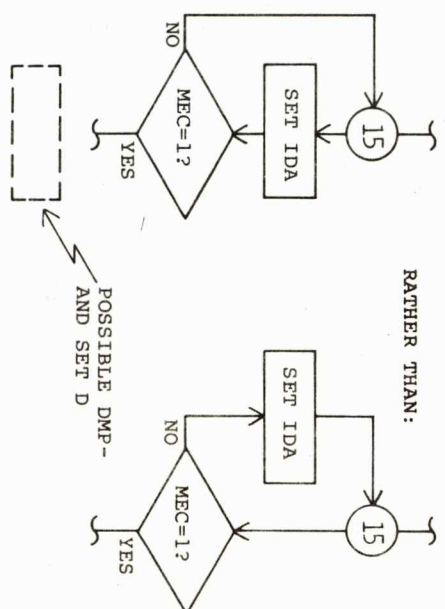 15
SET IDA
MEC=1?
NO
YES
POSSIBLE DMP-
AND SET D
RATHER THAN:
15
SET IDA
MEC=1?
NO
YES